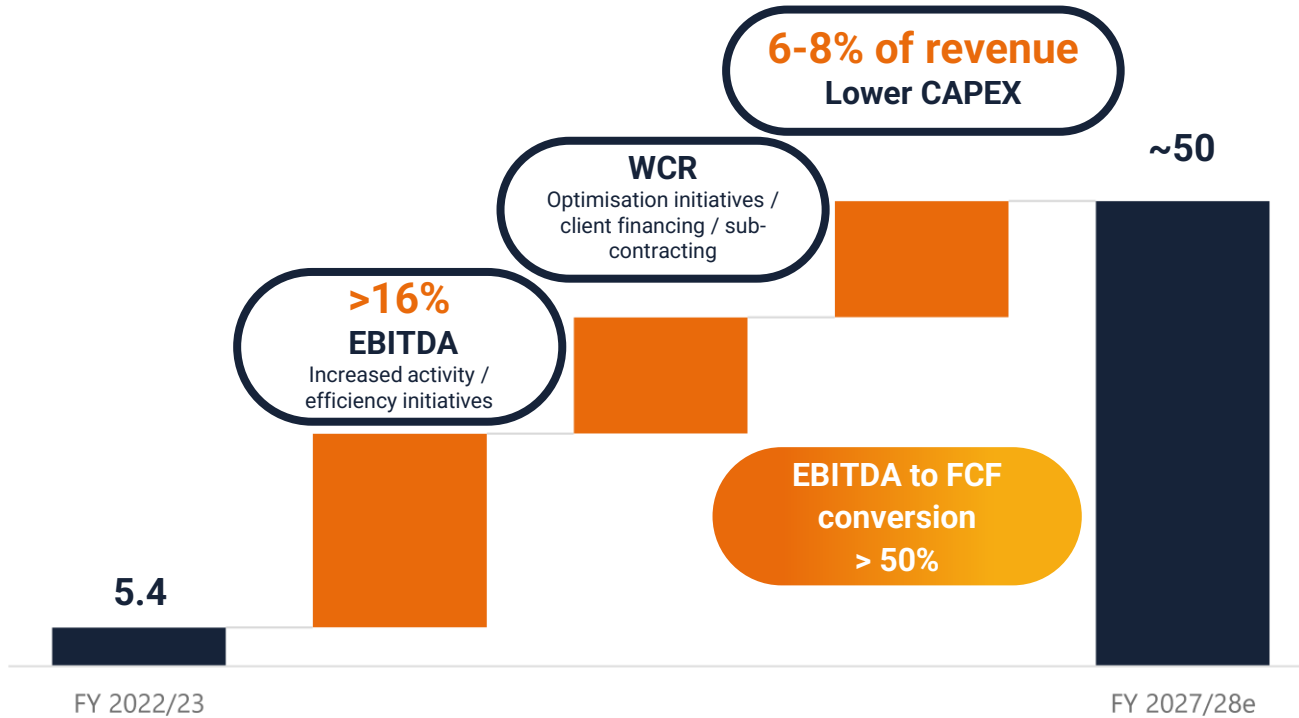 6-8% of revenue
Lower CAPEX
~50
WCR
Optimisation initiatives /
client financing / sub-
contracting
>16%
EBITDA
Increased activity /
efficiency initiatives
EBITDA to FCF
conversion
> 50%
5.4
FY 2022/23
FY 2027/28e